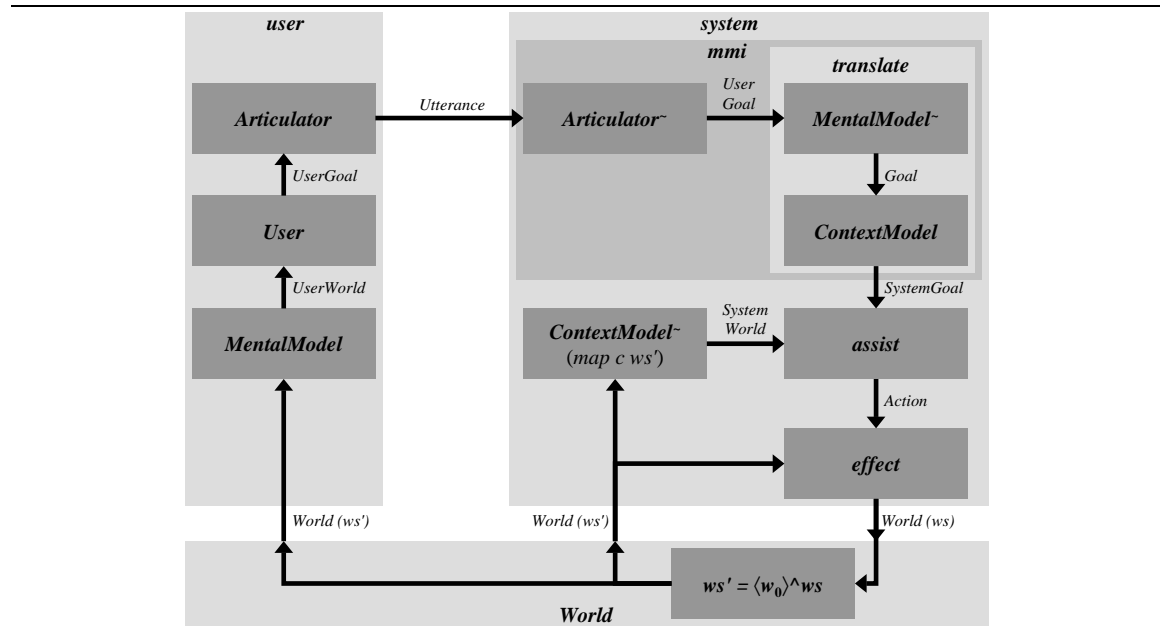 user
system
mmi
translate
Articulator
Utterance
Articulator~
User
Goal
MentalModel~
UserGoal
Goal
User
ContextModel
UserWorld
SystemGoal
MentalModel
ContextModel~
(map c ws′)
System
World
assist
Action
effect
World (ws')
World (ws')
World (ws)
ws′ = ⟨w₀⟩^ws
World